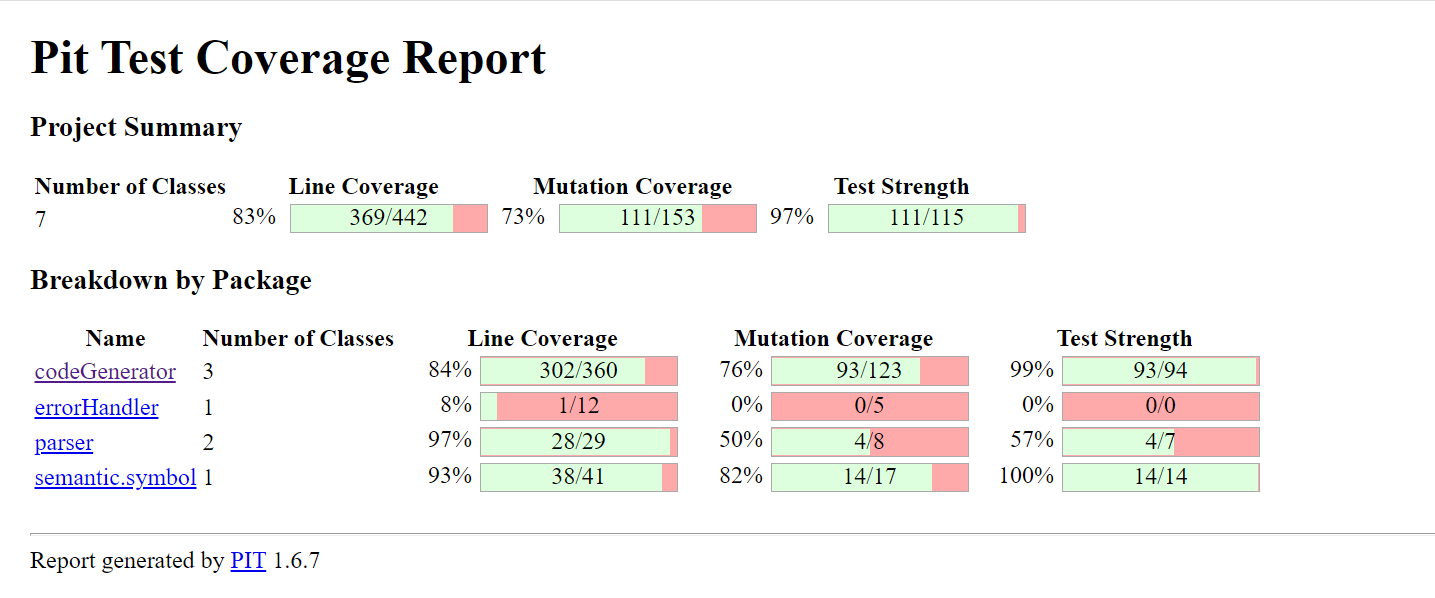 Pit Test Coverage Report
Project Summary
Number of Classes Line Coverage Mutation Coverage Test Strength
7 83% 369/442 73% 111/153 97% 111/115
Breakdown by Package
Name Number of Classes Line Coverage Mutation Coverage Test Strength
codeGenerator 3 84% 302/360 76% 93/123 99% 93/94
errorHandler 1 8% 1/12 0% 0/5 0% 0/0
parser 2 97% 28/29 50% 4/8 57% 4/7
semantic.symbol 1 93% 38/41 82% 14/17 100% 14/14
Report generated by PIT 1.6.7